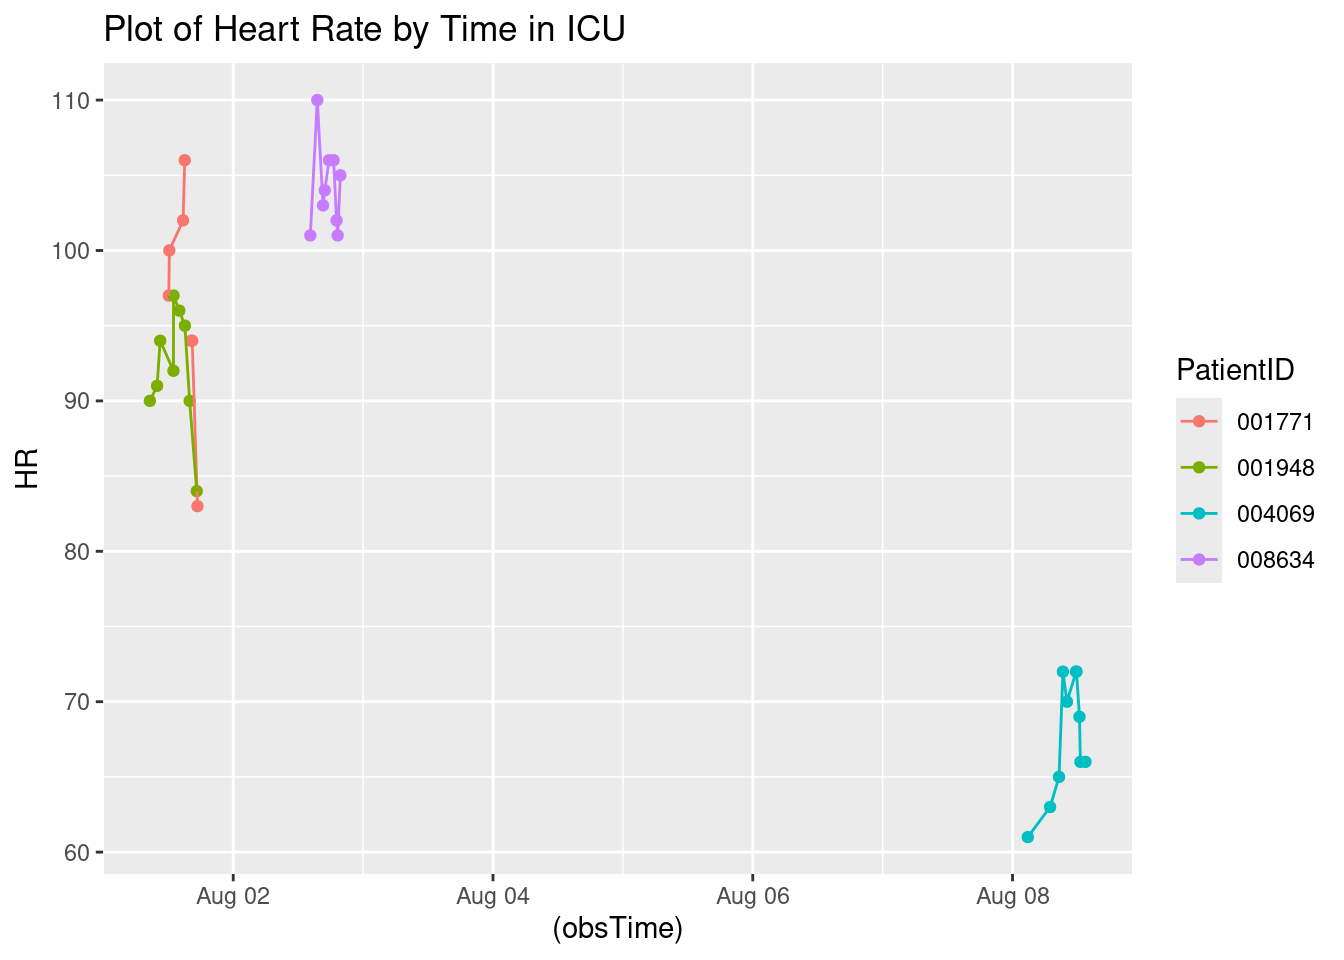 Plot of Heart Rate by Time in ICU
110
100
90
80
70
60
HR
Aug 02
Aug 04
Aug 06
Aug 08
(obsTime)
PatientID
001771
001948
004069
008634